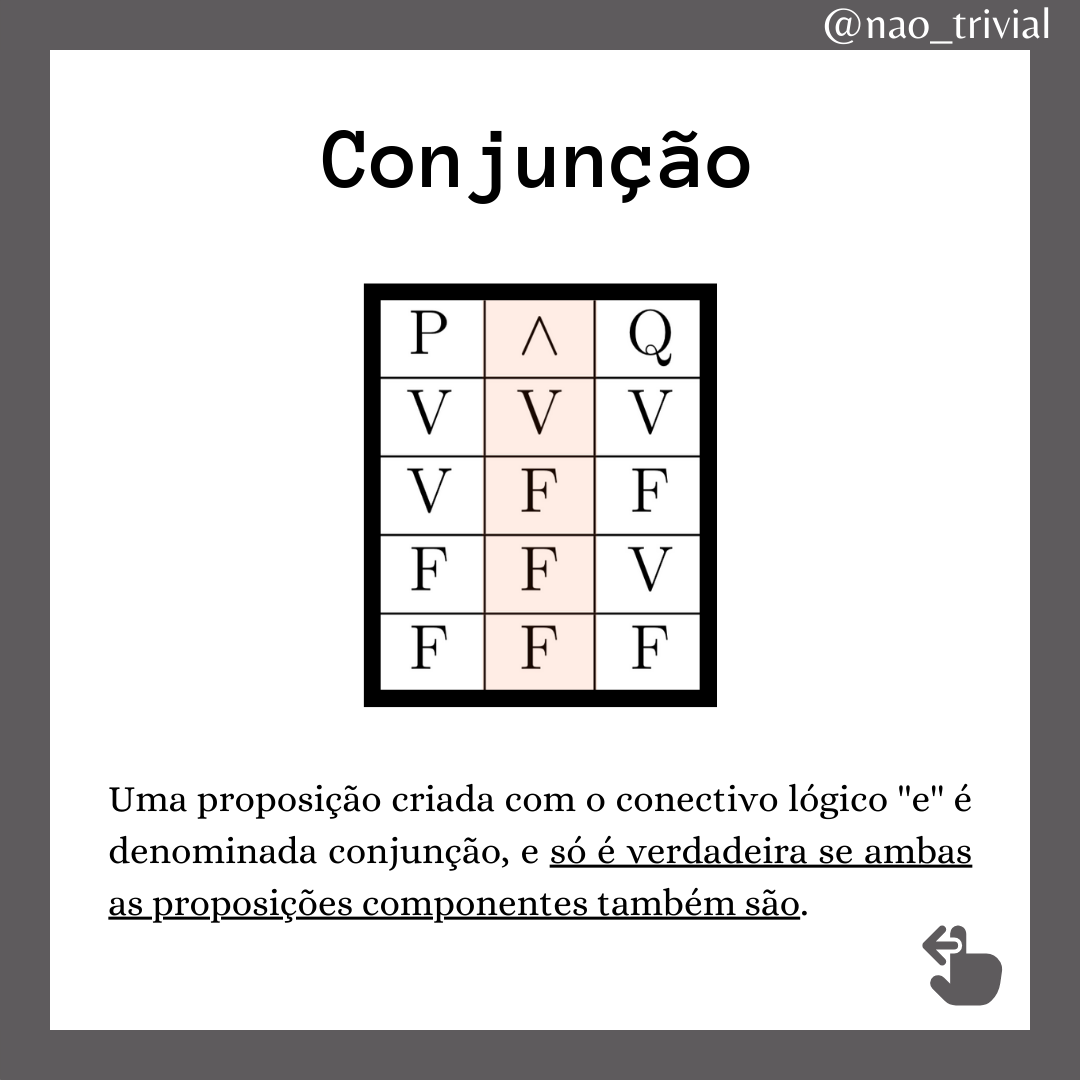 @nao_trivial
Conjunção
P ∧ Q
V V V
V F F
F F V
F F F
Uma proposição criada com o conectivo lógico "e" é
denominada conjunção, e só é verdadeira se ambas
as proposições componentes também são.